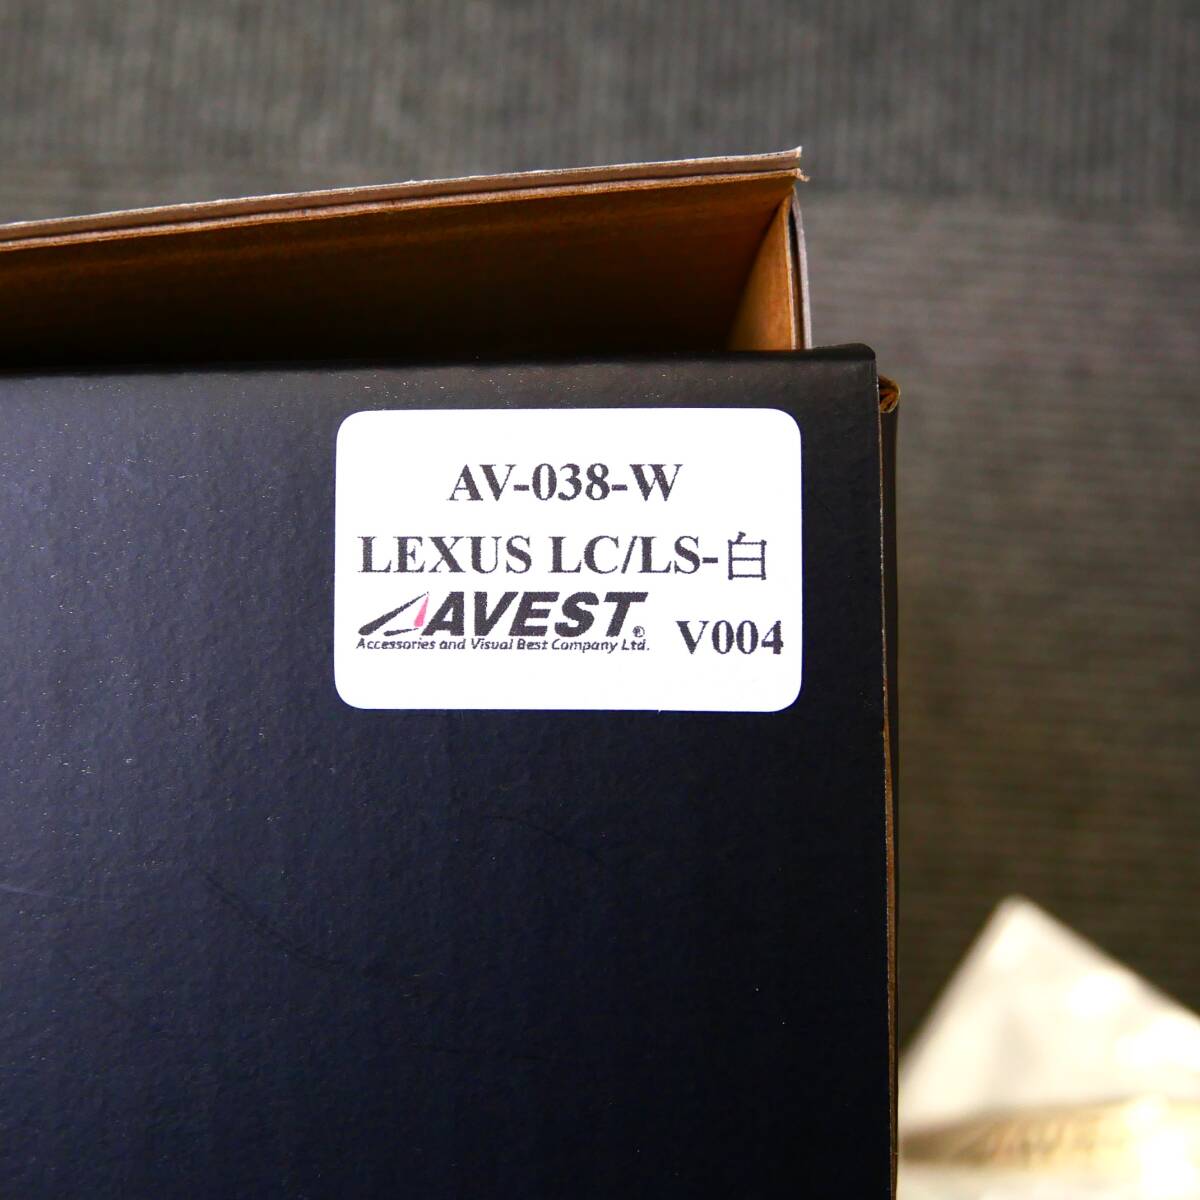 AV-038-W
LEXUS LC/LS-白
AVEST® V004
Accessories and Visual Best Company Ltd.